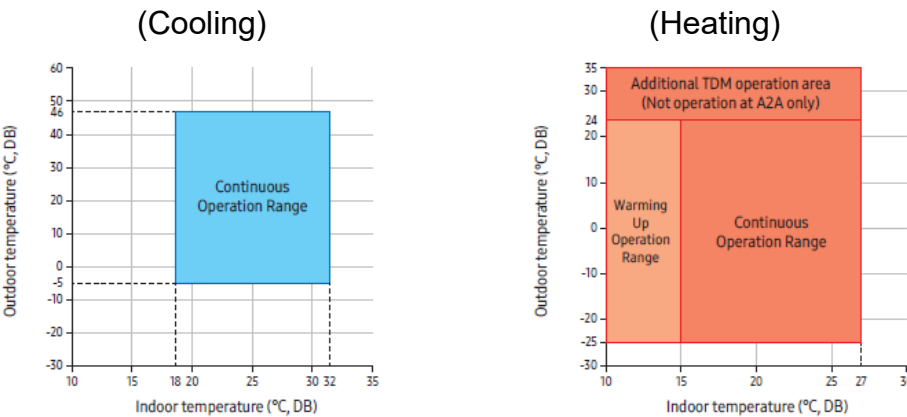 (Cooling)
60
50
46
40
30
20
10
0
-5
-10
-20
-30
Outdoor temperature (°C, DB)
Continuous
Operation Range
10 15 18 20 25 30 32 35
Indoor temperature (°C, DB)
(Heating)
35
30
24
20
10
0
-10
-20
-25
-30
Outdoor temperature (°C, DB)
Additional TDM operation area
(Not operation at A2A only)
Warming
Up
Operation
Range
Continuous
Operation Range
10 15 20 25 27
Indoor temperature (°C, DB)